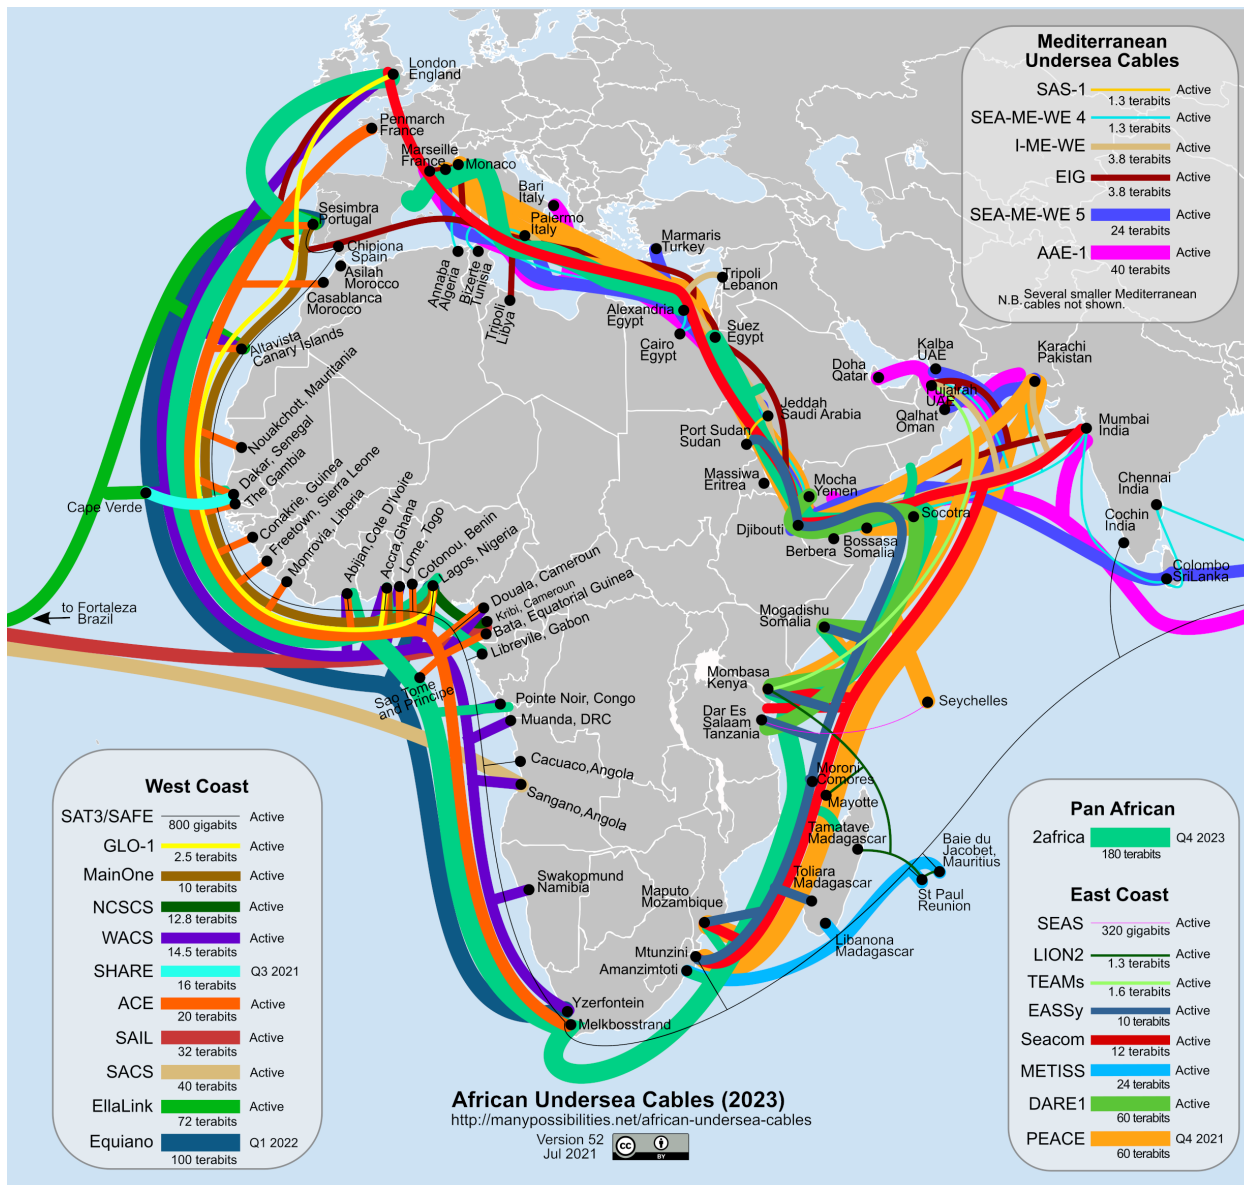 Mediterranean
Undersea Cables
SAS-1
Active
1.3 terabits
SEA-ME-WE 4
Active
1.3 terabits
I-ME-WE
Active
3.8 terabits
EIG
Active
3.8 terabits
SEA-ME-WE 5
Active
24 terabits
AAE-1
Active
40 terabits
N.B. Several smaller Mediterranean
cables not shown.
London
England
Penmarch
France
Marseille
France
Monaco
Bari
Italy
Palermo
Italy
Sesimbra
Portugal
Chipiona
Spain
Asilah
Morocco
Casablanca
Morocco
Annaba
Algeria
Bizerte
Tunisia
Tripoli
Libya
Marmaris
Turkey
Tripoli
Lebanon
Alexandria
Egypt
Cairo
Egypt
Suez
Egypt
Altavista
Canary Islands
Nouakchott, Mauritania
Dakar, Senegal
The Gambia
Cape Verde
Conakrie, Guinea
Freetown, Sierra Leone
Monrovia, Liberia
Abijan, Cote D'Ivoire
Accra, Ghana
Lome, Togo
Cotonou, Benin
Lagos, Nigeria
Douala, Cameroun
Kribi, Cameroun
Bata, Equatorial Guinea
Librevile, Gabon
Sao Tome
and Principe
to Fortaleza
Brazil
Pointe Noir, Congo
Muanda, DRC
Cacuaco,Angola
Sangano,Angola
Swakopmund
Namibia
Yzerfontein
Melkbosstrand
Doha
Qatar
Kalba
UAE
Fujairah
UAE
Qalhat
Oman
Karachi
Pakistan
Mumbai
India
Chennai
India
Cochin
India
Colombo
SriLanka
Jeddah
Saudi Arabia
Port Sudan
Sudan
Massiwa
Eritrea
Mocha
Yemen
Djibouti
Berbera
Bossasa
Somalia
Socotra
Mogadishu
Somalia
Mombasa
Kenya
Dar Es
Salaam
Tanzania
Seychelles
Moroni
Comores
Mayotte
Tamatave
Madagascar
Toliara
Madagascar
Libanona
Madagascar
Baie du
Jacobet,
Mauritius
St Paul
Reunion
Maputo
Mozambique
Mtunzini
Amanzimtoti
West Coast
SAT3/SAFE
Active
800 gigabits
GLO-1
Active
2.5 terabits
MainOne
Active
10 terabits
NCSCS
Active
12.8 terabits
WACS
Active
14.5 terabits
SHARE
Q3 2021
16 terabits
ACE
Active
20 terabits
SAIL
Active
32 terabits
SACS
Active
40 terabits
EllaLink
Active
72 terabits
Equiano
Q1 2022
100 terabits
Pan African
2africa
Q4 2023
180 terabits
East Coast
SEAS
Active
320 gigabits
LION2
Active
1.3 terabits
TEAMs
Active
1.6 terabits
EASSy
Active
10 terabits
Seacom
Active
12 terabits
METISS
Active
24 terabits
DARE1
Active
60 terabits
PEACE
Q4 2021
60 terabits
African Undersea Cables (2023)
http://manypossibilities.net/african-undersea-cables
Version 52
Jul 2021
cc
BY